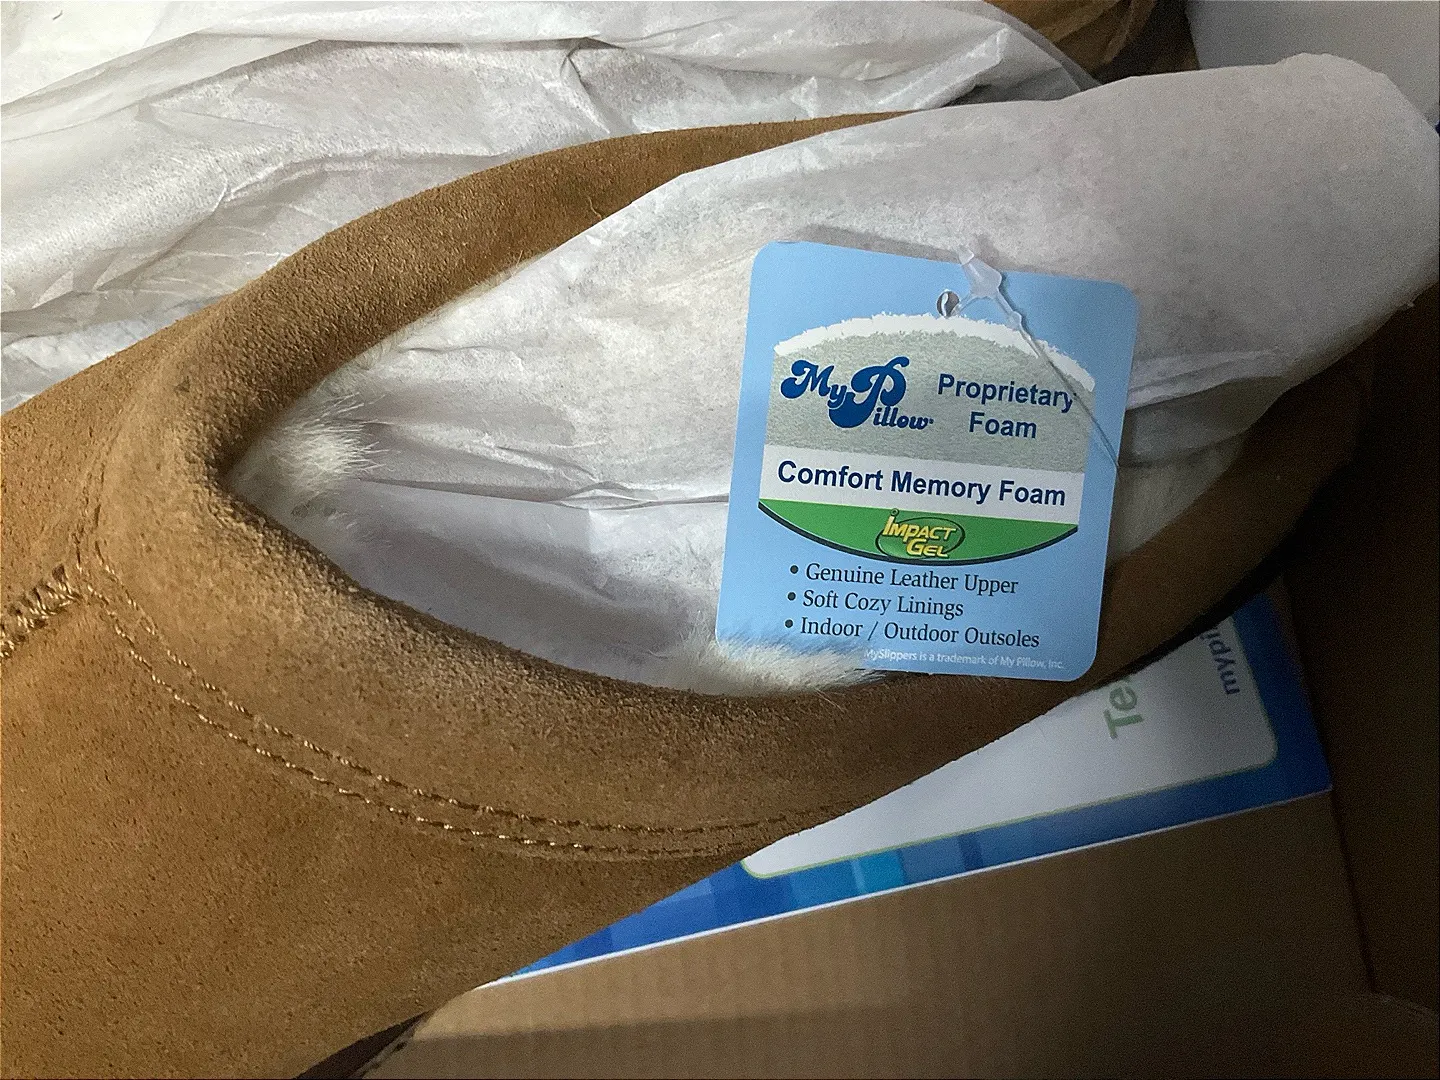 MyPillow
Proprietary
Foam
Comfort Memory Foam
IMPACT
GEL
• Genuine Leather Upper
• Soft Cozy Linings
• Indoor / Outdoor Outsoles
MySlippers is a trademark of My Pillow, Inc.